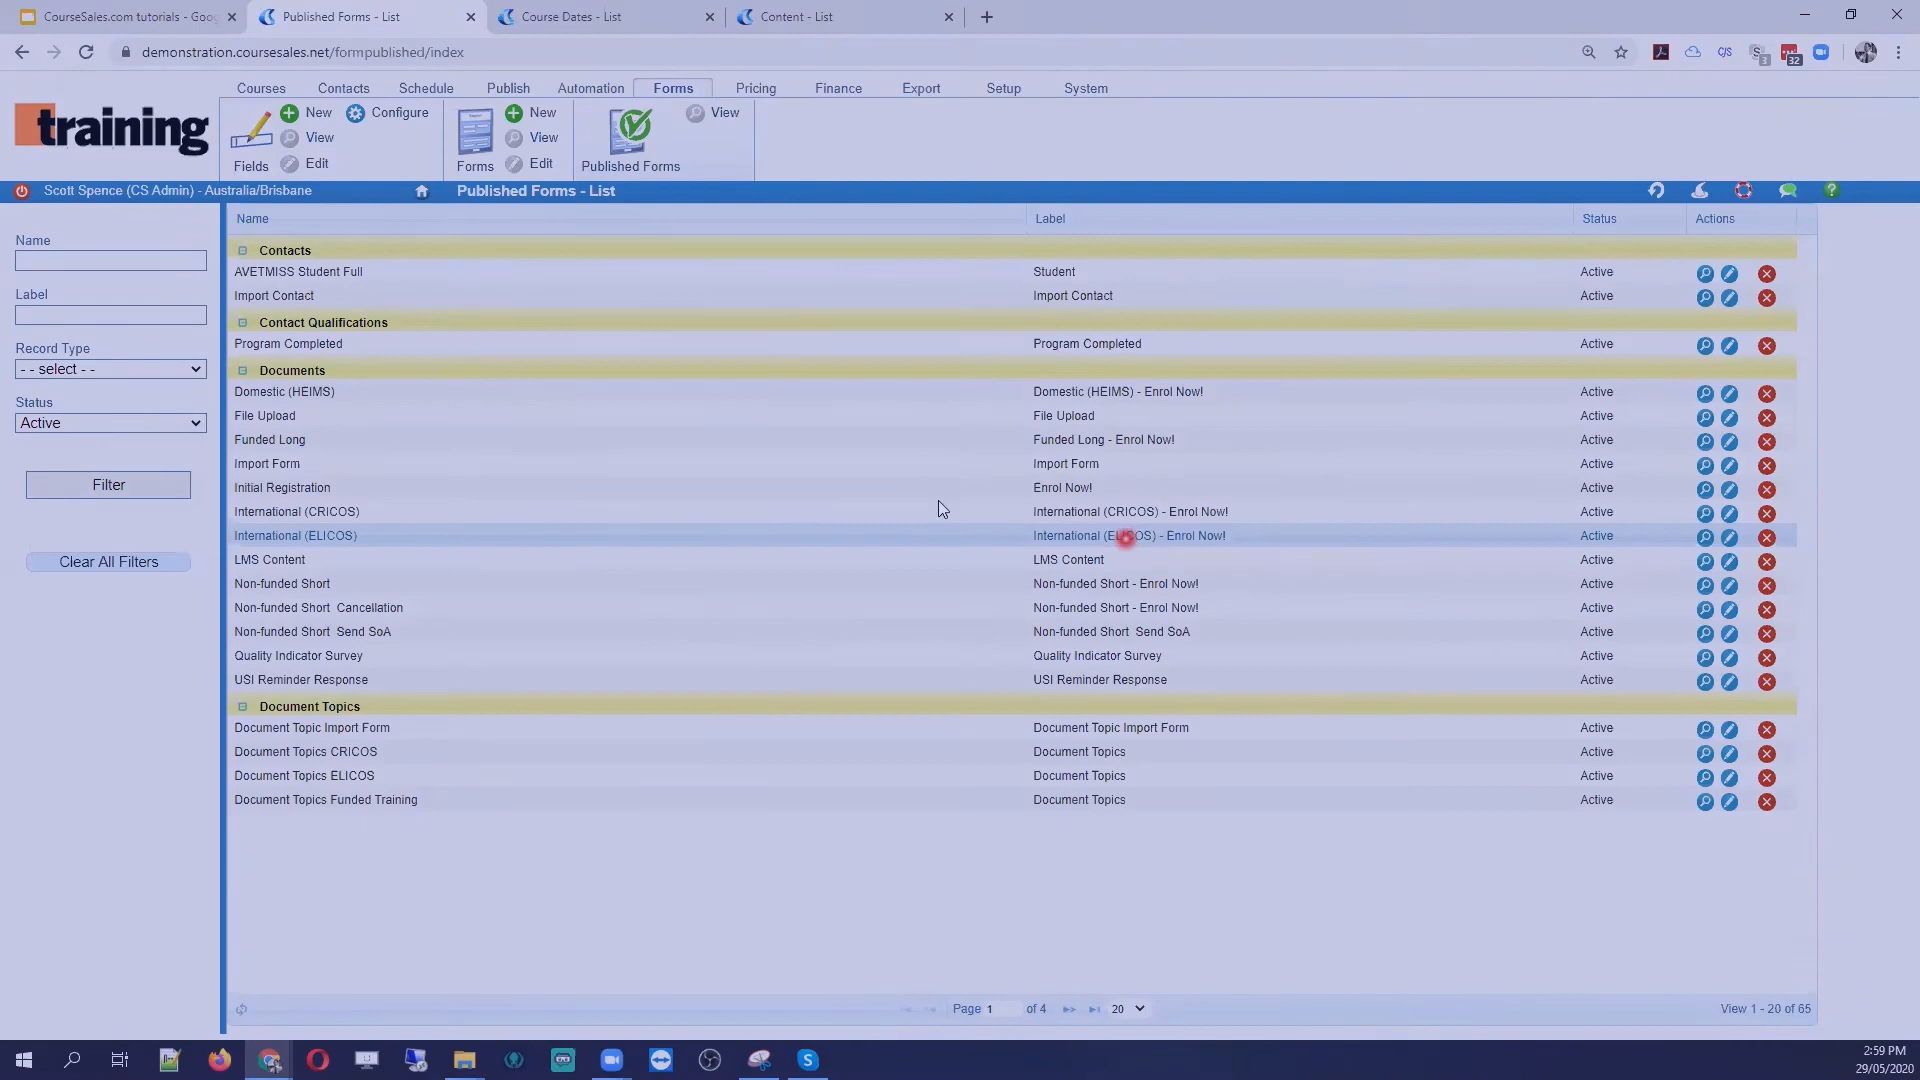 CourseSales.com tutorials - Goog
Published Forms - List
Course Dates - List
Content - List
demonstration.coursesales.net/formpublished/index
C/S
S
3
32
Courses Contacts Schedule Publish Automation Forms Pricing Finance Export Setup System
training
New Configure
View
Fields Edit
New
View
Forms Edit
View
Published Forms
Scott Spence (CS Admin) - Australia/Brisbane
Published Forms - List
?
Name
Label
Record Type
- - select - -
Status
Active
Filter
Clear All Filters
Name Label Status Actions
Contacts
AVETMISS Student Full Student Active
Import Contact Import Contact Active
Contact Qualifications
Program Completed Program Completed Active
Documents
Domestic (HEIMS) Domestic (HEIMS) - Enrol Now! Active
File Upload File Upload Active
Funded Long Funded Long - Enrol Now! Active
Import Form Import Form Active
Initial Registration Enrol Now! Active
International (CRICOS) International (CRICOS) - Enrol Now! Active
International (ELICOS) International (ELICOS) - Enrol Now! Active
LMS Content LMS Content Active
Non-funded Short Non-funded Short - Enrol Now! Active
Non-funded Short  Cancellation Non-funded Short - Enrol Now! Active
Non-funded Short  Send SoA Non-funded Short  Send SoA Active
Quality Indicator Survey Quality Indicator Survey Active
USI Reminder Response USI Reminder Response Active
Document Topics
Document Topic Import Form Document Topic Import Form Active
Document Topics CRICOS Document Topics Active
Document Topics ELICOS Document Topics Active
Document Topics Funded Training Document Topics Active
Page 1 of 4 20
View 1 - 20 of 65
2:59 PM
29/05/2020